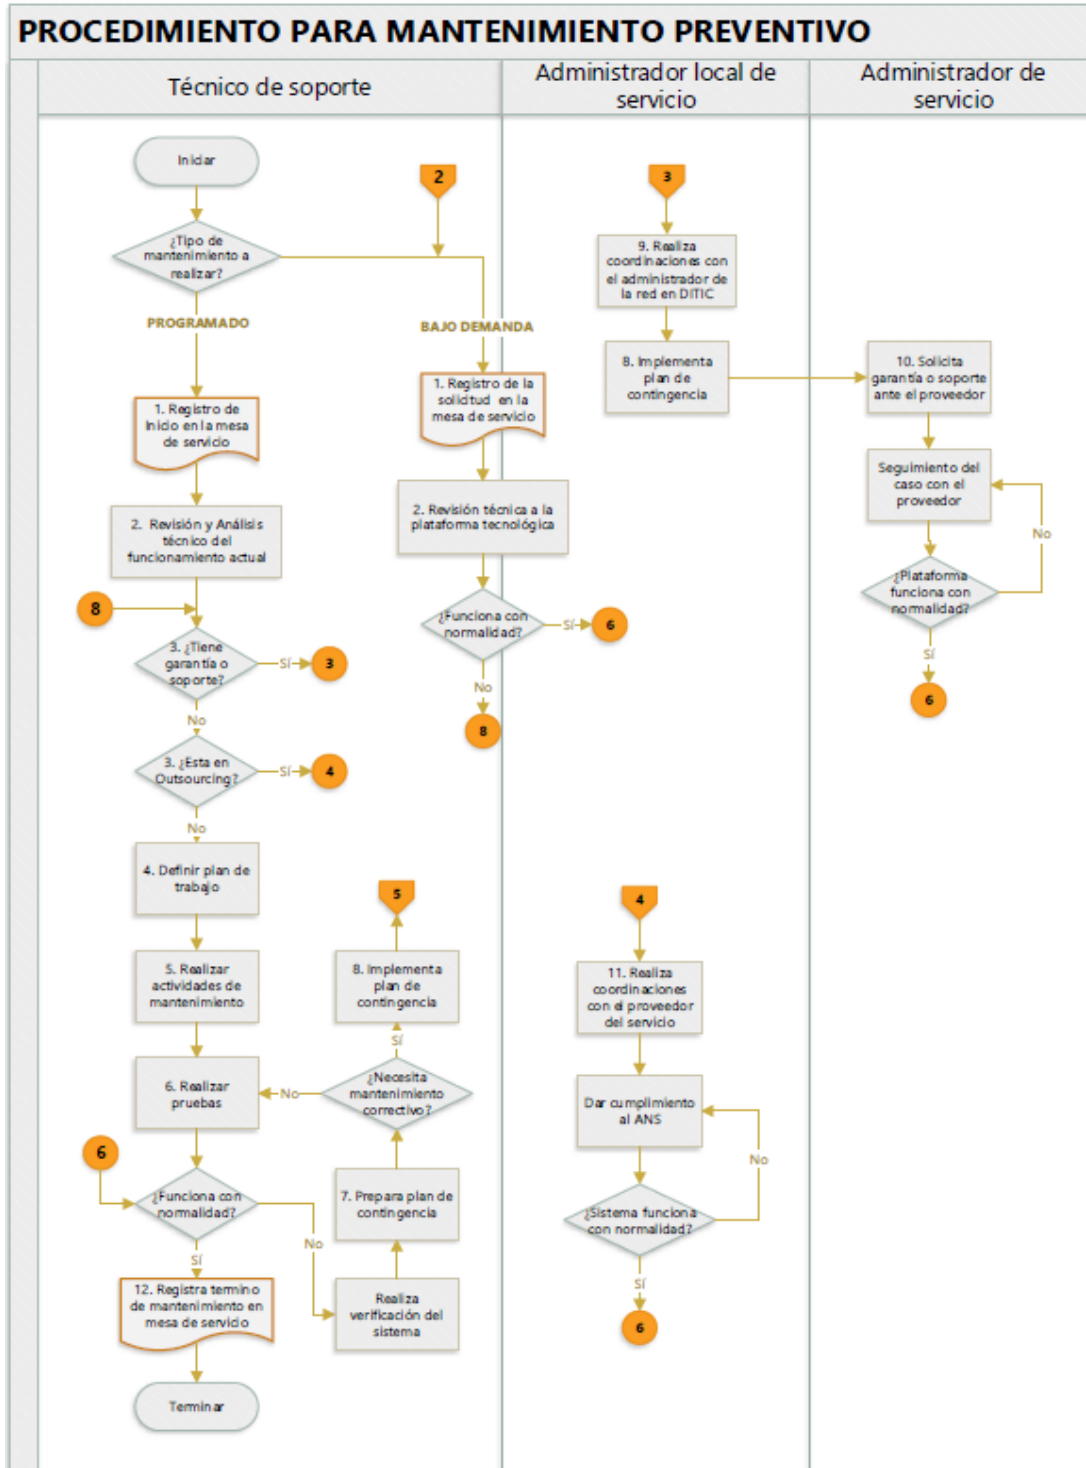 PROCEDIMIENTO PARA MANTENIMIENTO PREVENTIVO
Técnico de soporte
Administrador local de
servicio
Administrador de
servicio
Iniciar
¿Tipo de
mantenimiento a
realizar?
PROGRAMADO
1. Registro de
Inicio en la mesa
de servicio
2. Revisión y Análisis
técnico del
funcionamiento actual
8
3. ¿Tiene
garantía o
soporte?
Sí
3
No
3. ¿Esta en
Outsourcing?
Sí
4
No
4. Definir plan de
trabajo
5. Realizar
actividades de
mantenimiento
6. Realizar
pruebas
6
¿Funciona con
normalidad?
Sí
12. Registra termino
de mantenimiento en
mesa de servicio
Terminar
2
BAJO DEMANDA
1. Registro de la
solicitud en la
mesa de servicio
2. Revisión técnica a la
plataforma tecnológica
¿Funciona con
normalidad?
Sí
6
No
8
5
8. Implementa
plan de
contingencia
Sí
¿Necesita
mantenimiento
correctivo?
No
7. Prepara plan de
contingencia
No
Realiza
verificación del
sistema
3
9. Realiza
coordinaciones con
el administrador de
la red en DITIC
8. Implementa
plan de
contingencia
4
11. Realiza
coordinaciones
con el proveedor
del servicio
Dar cumplimiento
al ANS
No
¿Sistema funciona
con normalidad?
Sí
6
10. Solicita
garantía o soporte
ante el proveedor
Seguimiento del
caso con el
proveedor
No
¿Plataforma
funciona con
normalidad?
Sí
6